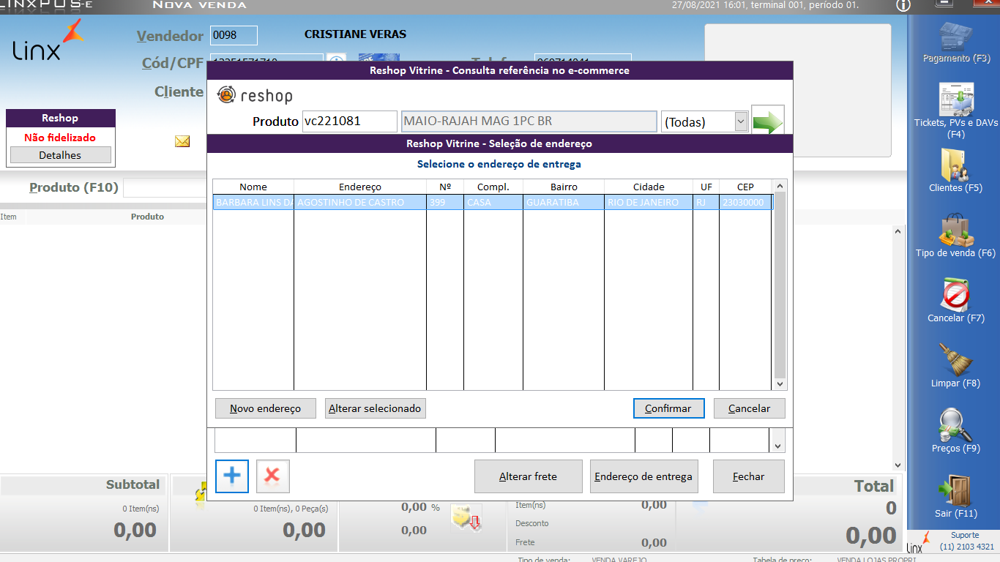 LINXPOS-E NOVA VENDA 27/08/2021 16:01, terminal 001, período 01.
Linx
Vendedor 0098 CRISTIANE VERAS
Cód/CPF
Cliente
Reshop
Não fidelizado
Detalhes
Produto (F10)
Item Produto
Reshop Vitrine - Consulta referência no e-commerce
reshop
Produto vc221081 MAIO-RAJAH MAG 1PC BR (Todas)
Reshop Vitrine - Seleção de endereço
Selecione o endereço de entrega
Nome Endereço Nº Compl. Bairro Cidade UF CEP
BARBARA LINS DA AGOSTINHO DE CASTRO 399 CASA GUARATIBA RIO DE JANEIRO RJ 23030000
Novo endereço Alterar selecionado Confirmar Cancelar
Alterar frete Endereço de entrega Fechar
Subtotal
0 Item(ns)
0,00
0 Item(ns), 0 Peça(s)
0,00
0,00 %
0,00
Item(ns) 0,00
Desconto
Frete 0,00
Total
0
0,00
Tipo de venda: VENDA VAREJO Tabela de preço: VENDA LOJAS PROPRI
Pagamento (F3)
Tickets, PVs e DAVs
(F4)
Clientes (F5)
Tipo de venda (F6)
Cancelar (F7)
Limpar (F8)
Preços (F9)
Sair (F11)
Linx
Suporte
(11) 2103 4321